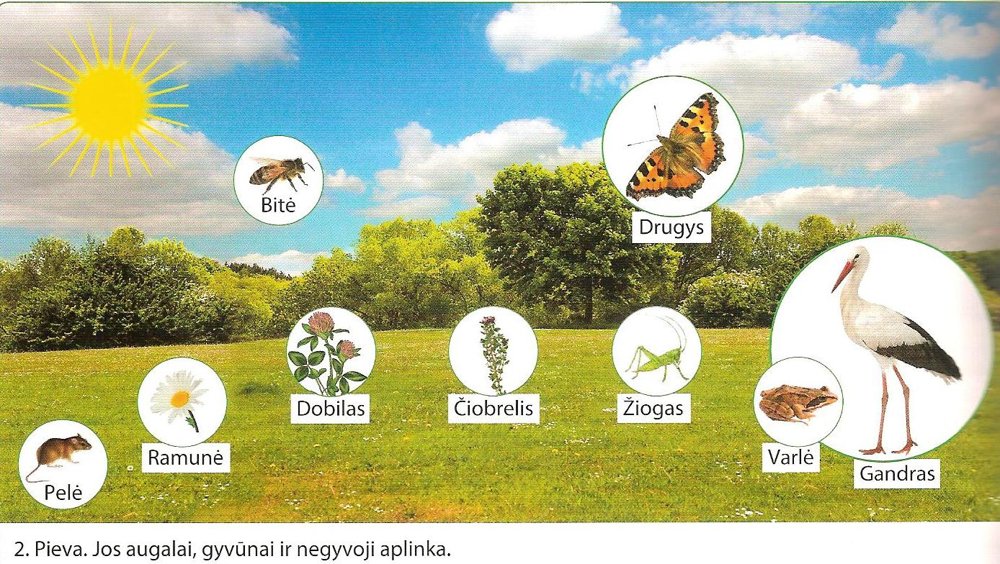 Bitė
Drugys
Dobilas
Čiobrelis
Žiogas
Ramunė
Varlė
Gandras
Pelė
2. Pieva. Jos augalai, gyvūnai ir negyvoji aplinka.